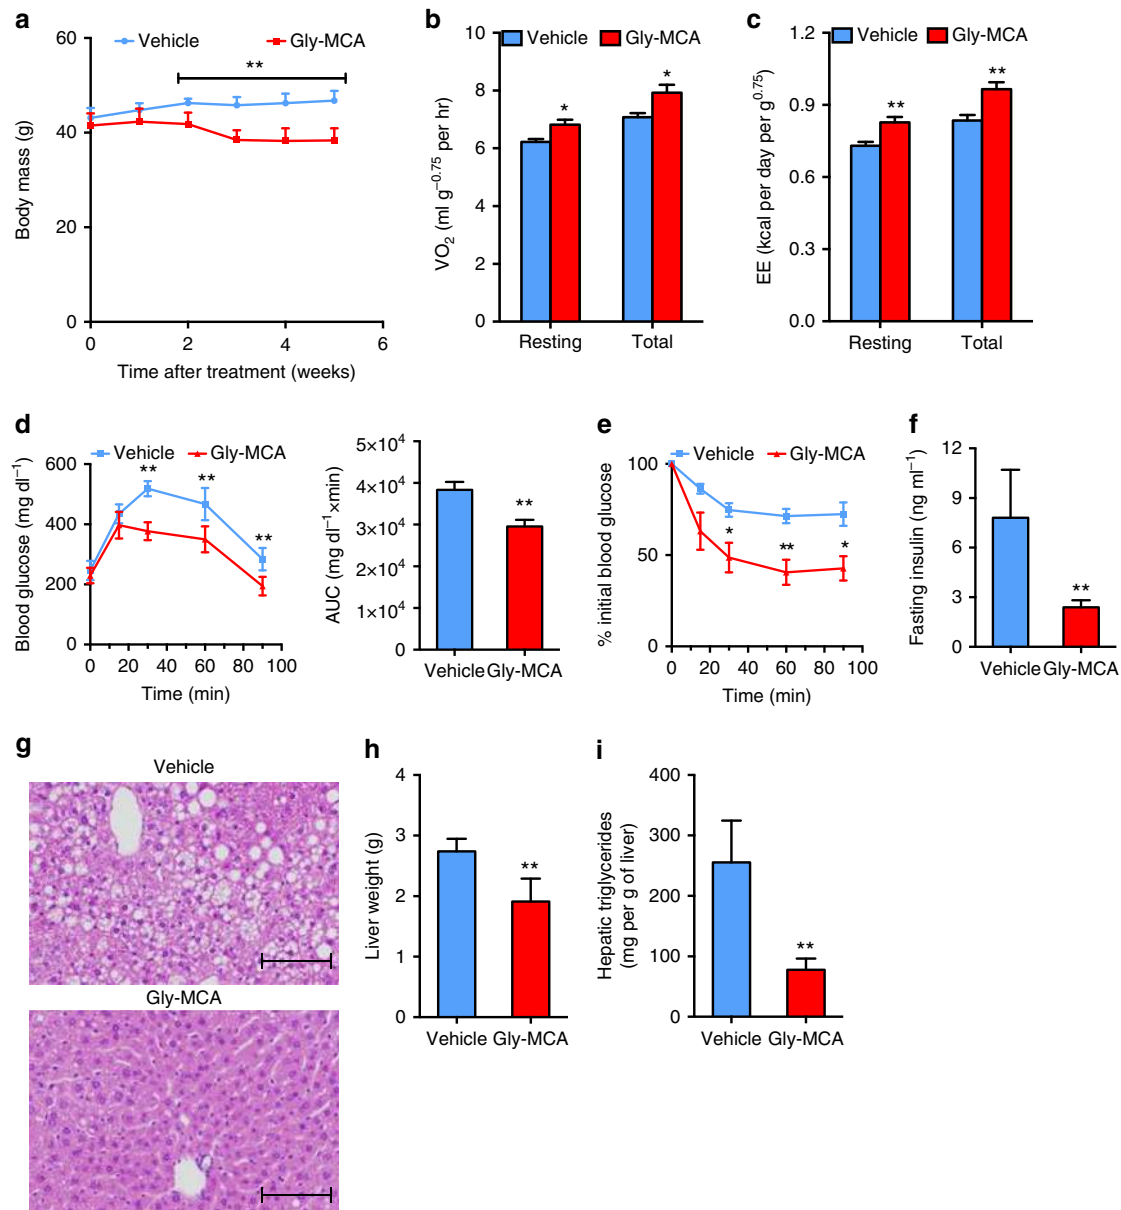 a
60
40
20
0
Body mass (g)
Vehicle
Gly-MCA
**
0 2 4 6
Time after treatment (weeks)
b
10
8
6
4
2
0
VO₂ (ml g⁻⁰·⁷⁵ per hr)
Vehicle
Gly-MCA
*
*
Resting
Total
c
1.2
0.9
0.6
0.3
0.0
EE (kcal per day per g⁰·⁷⁵)
Vehicle
Gly-MCA
**
**
Resting
Total
d
600
400
200
0
Blood glucose (mg dl⁻¹)
Vehicle
Gly-MCA
**
**
**
0 20 40 60 80 100
Time (min)
5×10⁴
4×10⁴
3×10⁴
2×10⁴
1×10⁴
0
AUC (mg dl⁻¹×min)
**
Vehicle Gly-MCA
e
100
50
0
% initial blood glucose
Vehicle
Gly-MCA
*
**
*
0 20 40 60 80 100
Time (min)
f
12
9
6
3
0
Fasting insulin (ng ml⁻¹)
**
Vehicle Gly-MCA
g
Vehicle
Gly-MCA
h
4
3
2
1
0
Liver weight (g)
**
Vehicle Gly-MCA
i
400
300
200
100
0
Hepatic triglycerides
(mg per g of liver)
**
Vehicle Gly-MCA